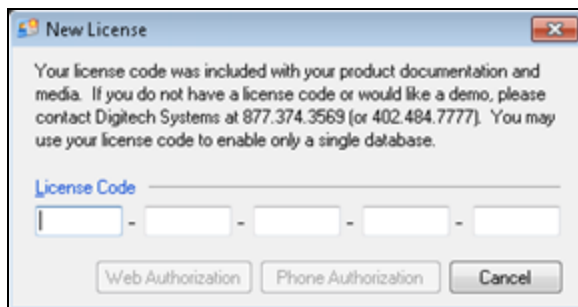 New License
Your license code was included with your product documentation and
media. If you do not have a license code or would like a demo, please
contact Digitech Systems at 877.374.3569 (or 402.484.7777). You may
use your license code to enable only a single database.
License Code
- - - -
Web Authorization Phone Authorization Cancel